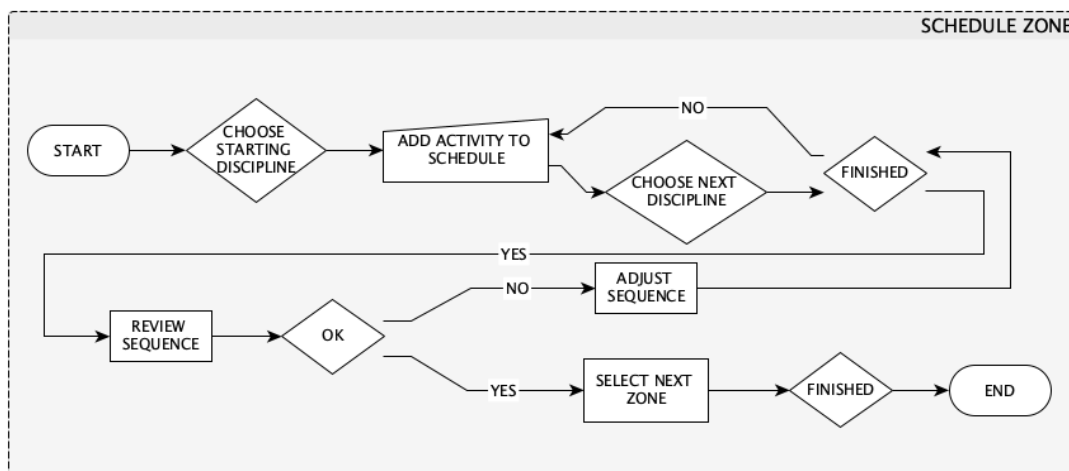 SCHEDULE ZONE
NO
START
CHOOSE
STARTING
DISCIPLINE
ADD ACTIVITY TO
SCHEDULE
CHOOSE NEXT
DISCIPLINE
FINISHED
YES
NO
ADJUST
SEQUENCE
REVIEW
SEQUENCE
OK
YES
SELECT NEXT
ZONE
FINISHED
END